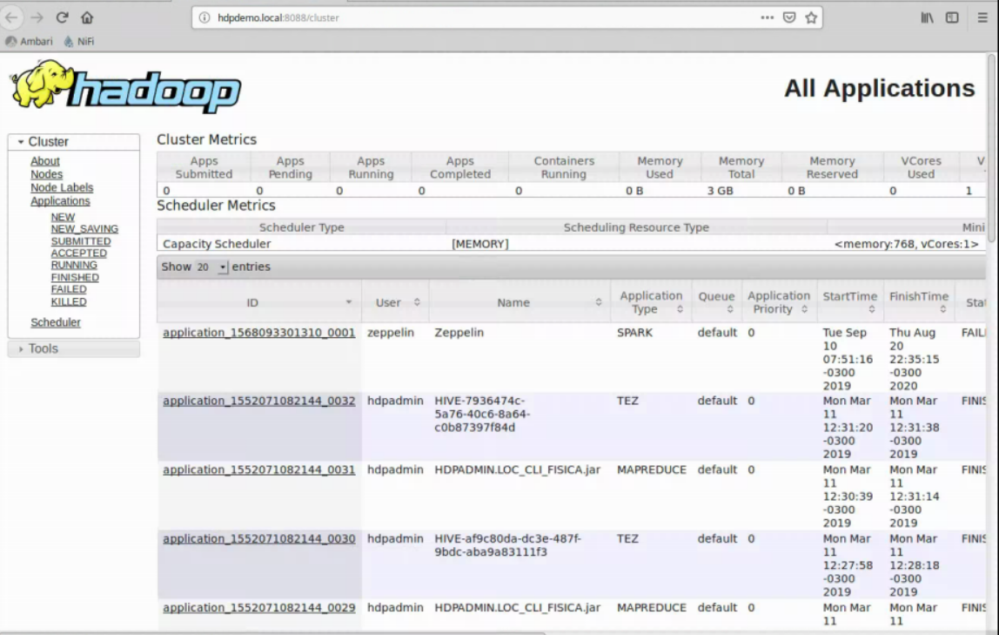 hdpdemo.local:8088/cluster
Ambari NiFi
hadoop
All Applications
Cluster
About
Nodes
Node Labels
Applications
NEW
NEW_SAVING
SUBMITTED
ACCEPTED
RUNNING
FINISHED
FAILED
KILLED
Scheduler
Tools
Cluster Metrics
Apps Submitted Apps Pending Apps Running Apps Completed Containers Running Memory Used Memory Total Memory Reserved VCores Used V
0 0 0 0 0 0 B 3 GB 0 B 0 1
Scheduler Metrics
Scheduler Type Scheduling Resource Type Mini
Capacity Scheduler [MEMORY] <memory:768, vCores:1>
Show 20 entries
ID User Name Application Type Queue Application Priority StartTime FinishTime Stat
application_1568093301310_0001 zeppelin Zeppelin SPARK default 0 Tue Sep 10 07:51:16 -0300 2019 Thu Aug 20 22:35:15 -0300 2020 FAIL
application_1552071082144_0032 hdpadmin HIVE-7936474c-5a76-40c6-8a64-c0b87397f84d TEZ default 0 Mon Mar 11 12:31:20 -0300 2019 Mon Mar 11 12:31:38 -0300 2019 FINIS
application_1552071082144_0031 hdpadmin HDPADMIN.LOC_CLI_FISICA.jar MAPREDUCE default 0 Mon Mar 11 12:30:39 -0300 2019 Mon Mar 11 12:31:14 -0300 2019 FINIS
application_1552071082144_0030 hdpadmin HIVE-af9c80da-dc3e-487f-9bdc-aba9a83111f3 TEZ default 0 Mon Mar 11 12:27:58 -0300 2019 Mon Mar 11 12:28:18 -0300 2019 FINIS
application_1552071082144_0029 hdpadmin HDPADMIN.LOC_CLI_FISICA.jar MAPREDUCE default 0 Mon Mar 11 Mon Mar 11 FINIS